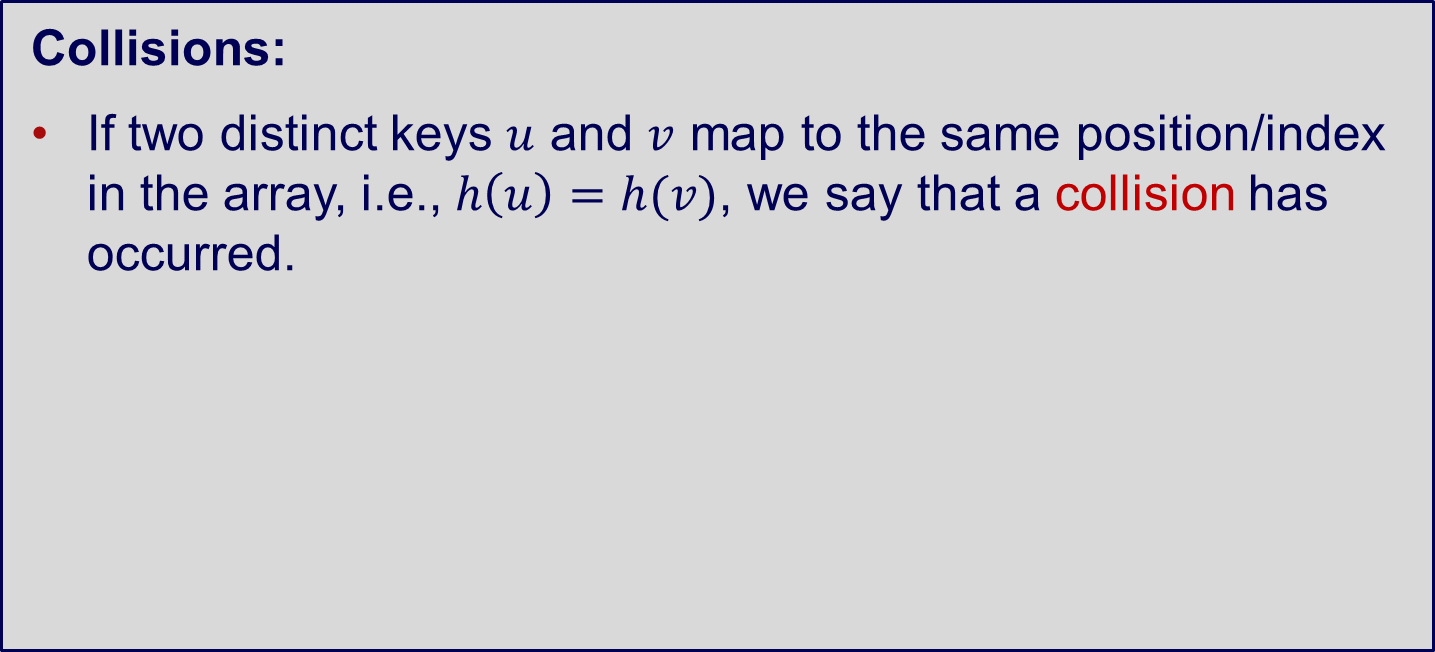 Collisions:
• If two distinct keys 𝑢 and 𝑣 map to the same position/index
in the array, i.e., ℎ(𝑢) = ℎ(𝑣), we say that a collision has
occurred.